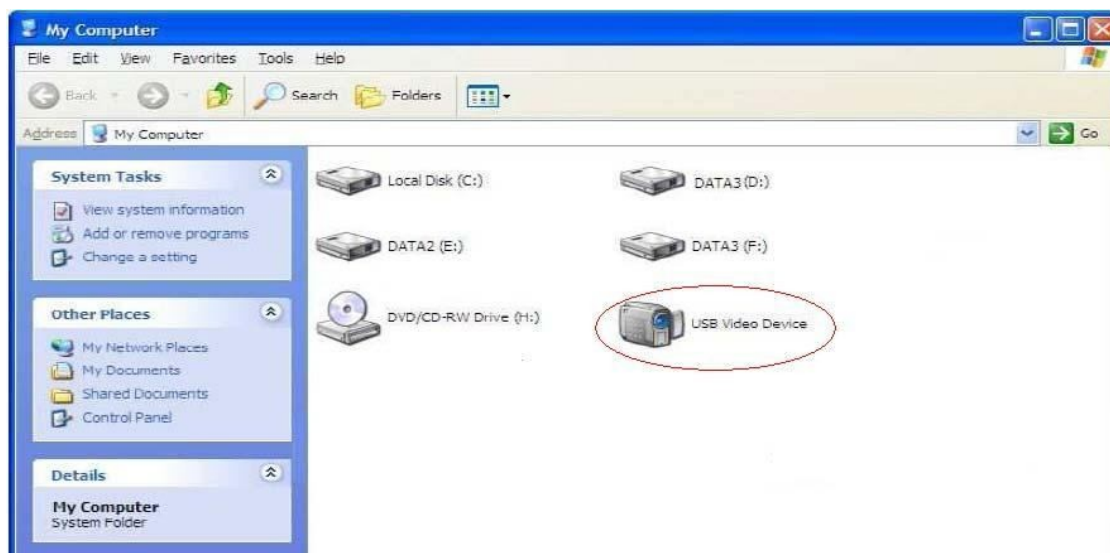 My Computer
File Edit View Favorites Tools Help
Back Search Folders
Address My Computer Go
System Tasks
View system information
Add or remove programs
Change a setting
Other Places
My Network Places
My Documents
Shared Documents
Control Panel
Details
My Computer
System Folder
Local Disk (C:) DATA3(D:)
DATA2 (E:) DATA3 (F:)
DVD/CD-RW Drive (H:) USB Video Device